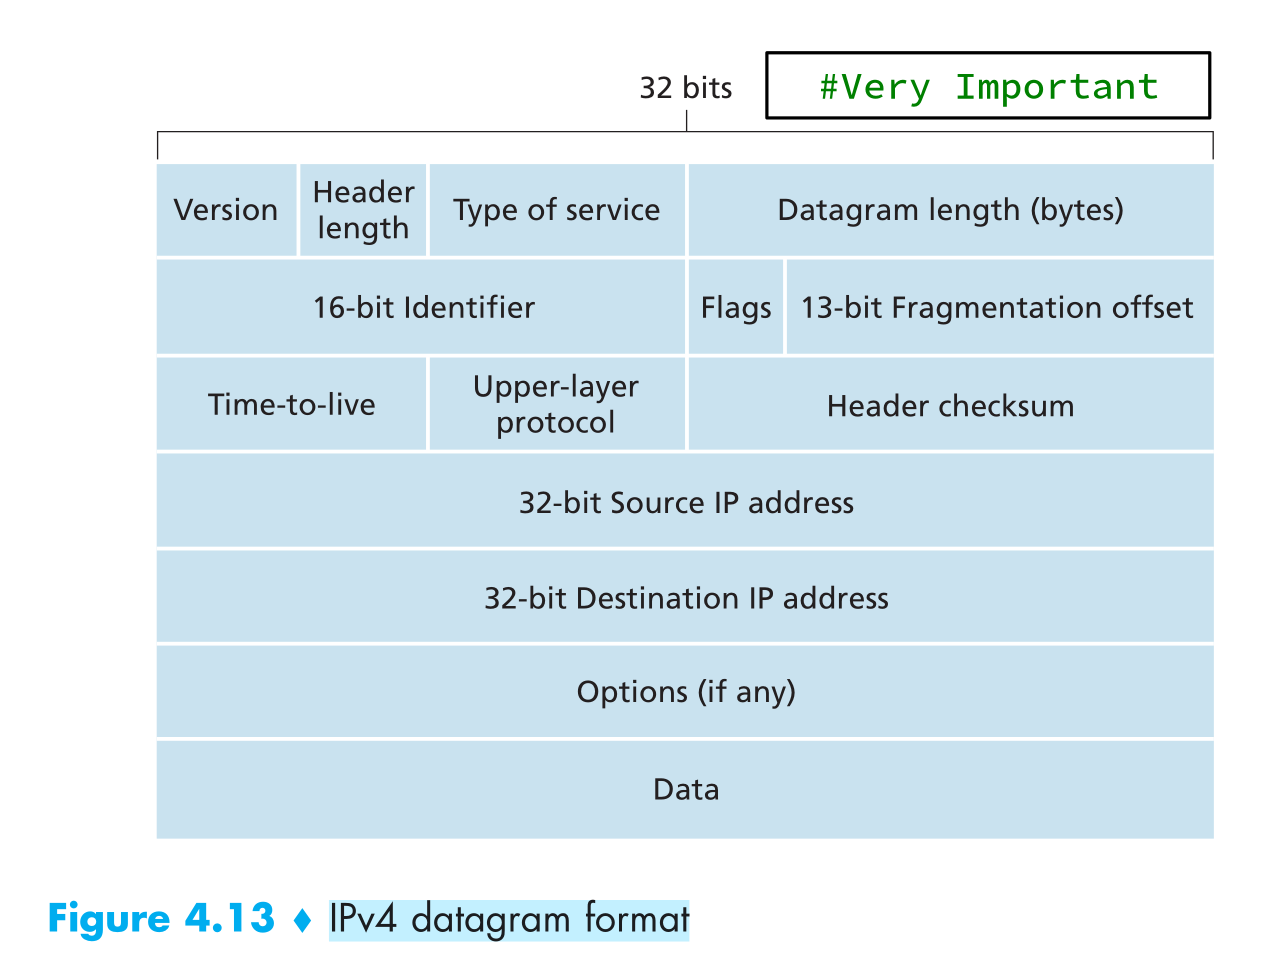 32 bits
#Very Important
Version
Header
length
Type of service
Datagram length (bytes)
16-bit Identifier
Flags
13-bit Fragmentation offset
Time-to-live
Upper-layer
protocol
Header checksum
32-bit Source IP address
32-bit Destination IP address
Options (if any)
Data
Figure 4.13 ♦ IPv4 datagram format